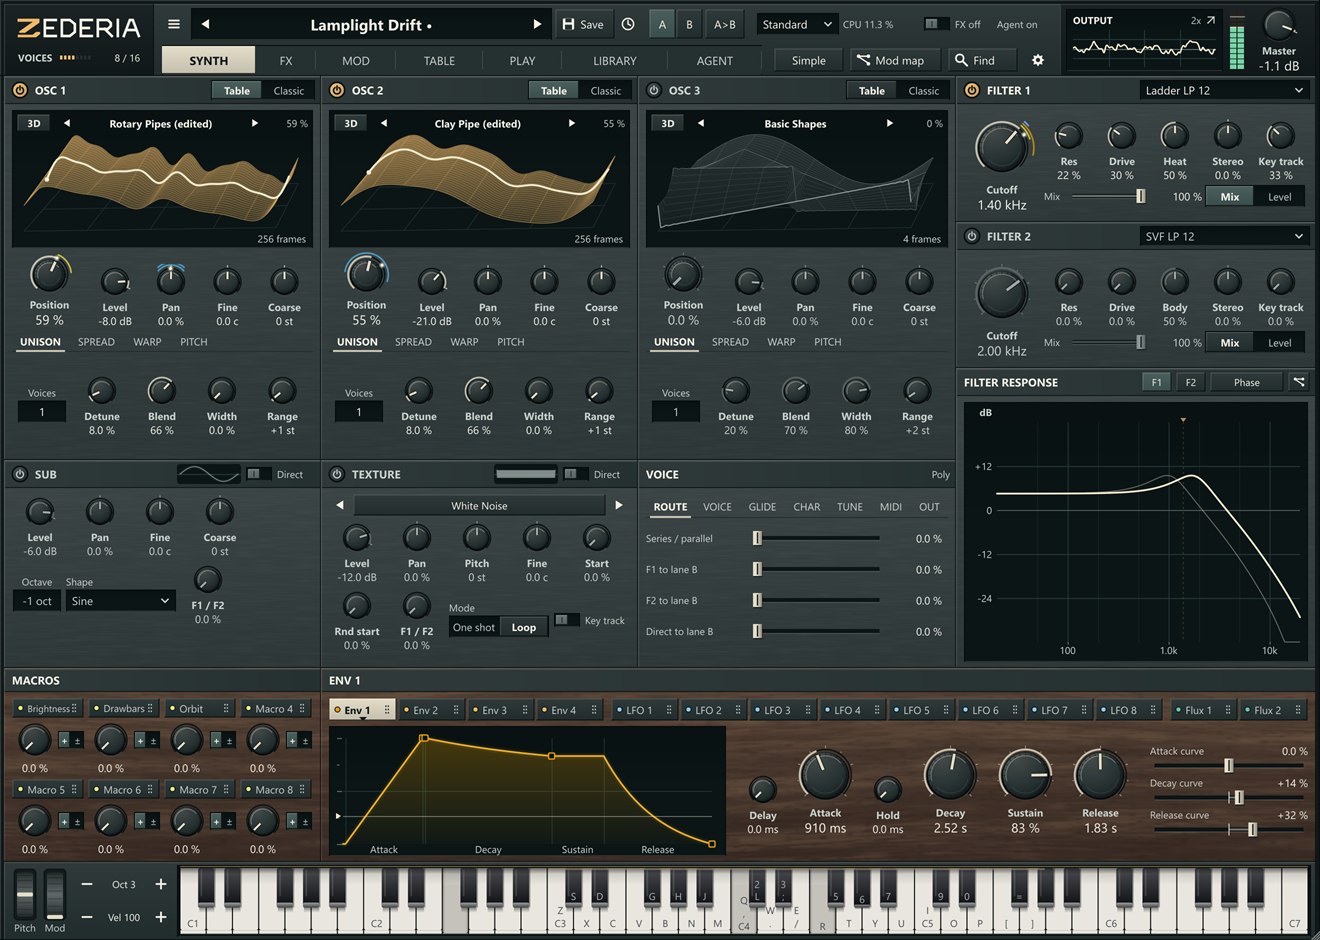 ZEDERIA
VOICES 8 / 16
Lamplight Drift •
Save
A B A>B
Standard
CPU 11.3 %
FX off
Agent on
OUTPUT 2x
Master
-1.1 dB
SYNTH FX MOD TABLE PLAY LIBRARY AGENT
Simple Mod map Find
OSC 1 Table Classic
3D Rotary Pipes (edited) 59 %
256 frames
Position Level Pan Fine Coarse
59 % -8.0 dB 0.0 % 0.0 c 0 st
UNISON SPREAD WARP PITCH
Voices
1
Detune Blend Width Range
8.0 % 66 % 0.0 % +1 st
OSC 2 Table Classic
3D Clay Pipe (edited) 55 %
256 frames
Position Level Pan Fine Coarse
55 % -21.0 dB 0.0 % 0.0 c 0 st
UNISON SPREAD WARP PITCH
Voices
1
Detune Blend Width Range
8.0 % 66 % 0.0 % +1 st
OSC 3 Table Classic
3D Basic Shapes 0 %
4 frames
Position Level Pan Fine Coarse
0.0 % -6.0 dB 0.0 % 0.0 c 0 st
UNISON SPREAD WARP PITCH
Voices
1
Detune Blend Width Range
20 % 70 % 80 % +2 st
FILTER 1 Ladder LP 12
Cutoff
1.40 kHz
Res Drive Heat Stereo Key track
22 % 30 % 50 % 0.0 % 33 %
Mix 100 % Mix Level
FILTER 2 SVF LP 12
Cutoff
2.00 kHz
Res Drive Body Stereo Key track
0.0 % 0.0 % 50 % 0.0 % 0.0 %
Mix 100 % Mix Level
FILTER RESPONSE F1 F2 Phase
dB
+12
0
-12
-24
100 1.0k 10k
SUB Direct
Level Pan Fine Coarse
-6.0 dB 0.0 % 0.0 c 0 st
Octave Shape
-1 oct Sine
F1 / F2
0.0 %
TEXTURE Direct
White Noise
Level Pan Pitch Fine Start
-12.0 dB 0.0 % 0 st 0.0 c 0.0 %
Rnd start F1 / F2
0.0 % 0.0 %
Mode
One shot Loop
Key track
VOICE Poly
ROUTE VOICE GLIDE CHAR TUNE MIDI OUT
Series / parallel 0.0 %
F1 to lane B 0.0 %
F2 to lane B 0.0 %
Direct to lane B 0.0 %
MACROS
Brightness Drawbars Orbit Macro 4
+ ± + ± + ± + ±
0.0 % 0.0 % 0.0 % 0.0 %
Macro 5 Macro 6 Macro 7 Macro 8
+ ± + ± + ± + ±
0.0 % 0.0 % 0.0 % 0.0 %
ENV 1
Env 1 Env 2 Env 3 Env 4 LFO 1 LFO 2 LFO 3 LFO 4 LFO 5 LFO 6 LFO 7 LFO 8 Flux 1 Flux 2
Attack Decay Sustain Release
Delay Attack Hold Decay Sustain Release
0.0 ms 910 ms 0.0 ms 2.52 s 83 % 1.83 s
Attack curve 0.0 %
Decay curve +14 %
Release curve +32 %
Pitch Mod
− Oct 3 +
− Vel 100 +
S D G H J 2 3 5 6 7 9 0 =
L ;
C1 C2 Z C3 X C V B N M Q , C4 W . E / R T Y U I C5 O P [ ] C6 C7